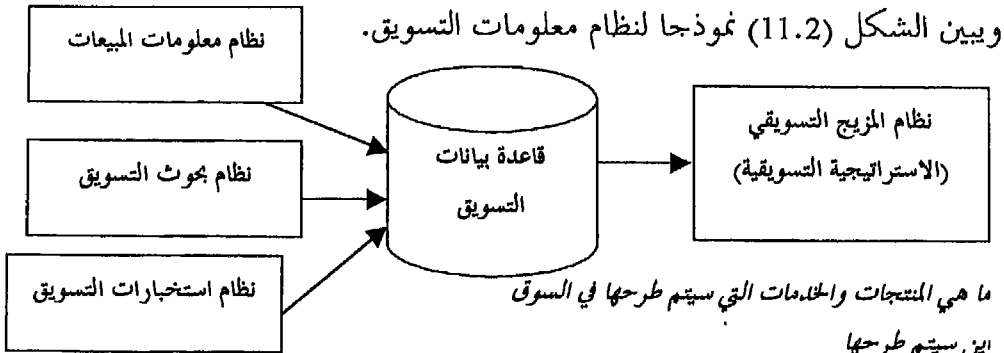 ويبين الشكل (11.2) نموذجا لنظام معلومات التسويق.
نظام معلومات المبيعات
نظام المزيج التسويقي
(الاستراتيجية التسويقية)
قاعدة بيانات
التسويق
نظام بحوث التسويق
نظام استخبارات التسويق
ما هي المنتجات والخدمات التي سيتم طرحها في السوق
اين سيتم طرحها